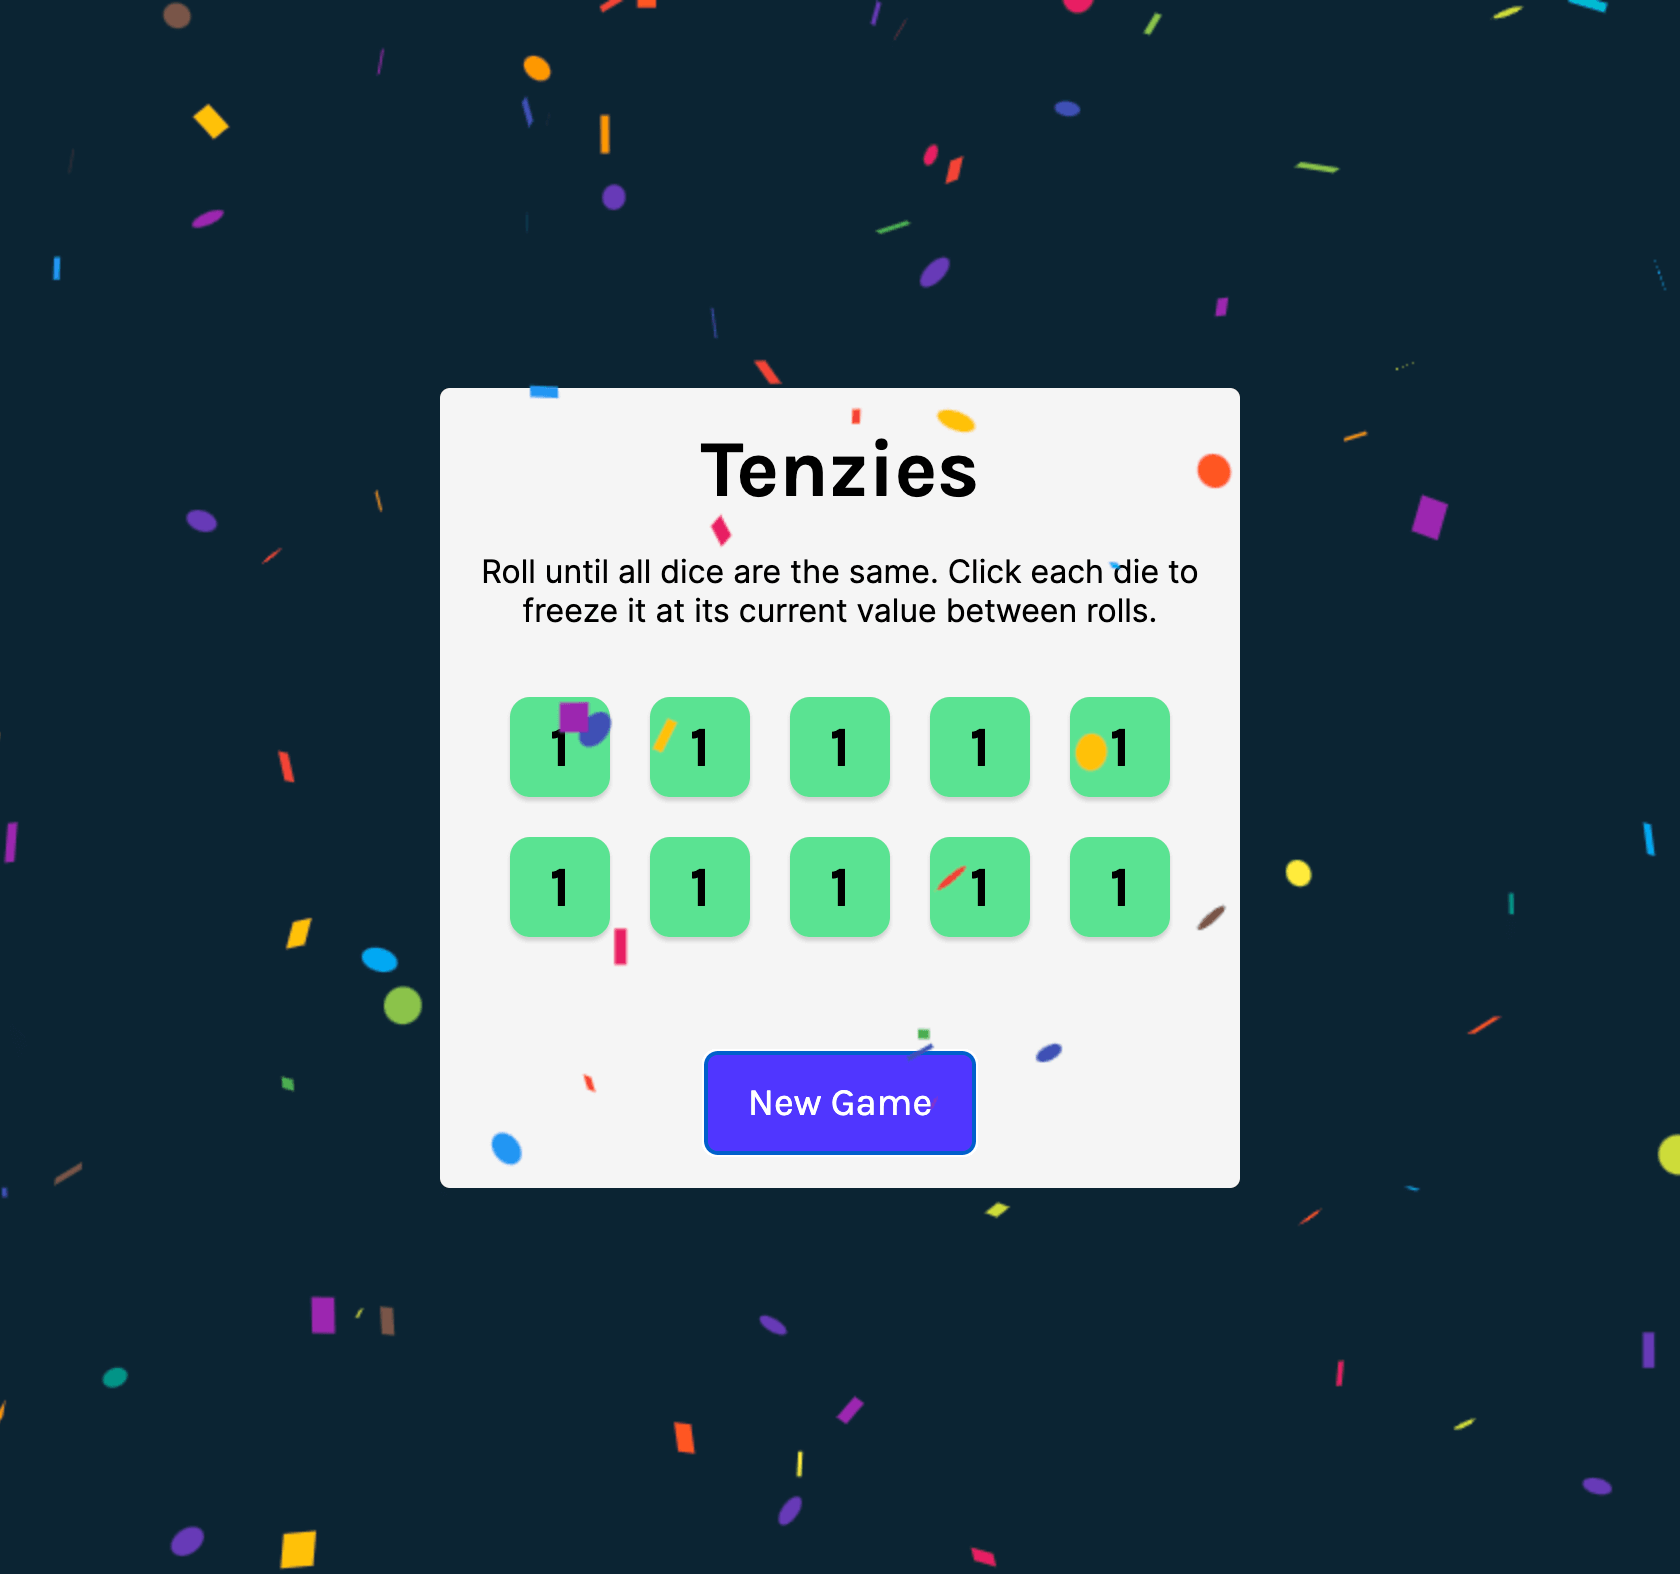 Tenzies
Roll until all dice are the same. Click each die to
freeze it at its current value between rolls.
1 1 1 1 1
1 1 1 1 1
New Game